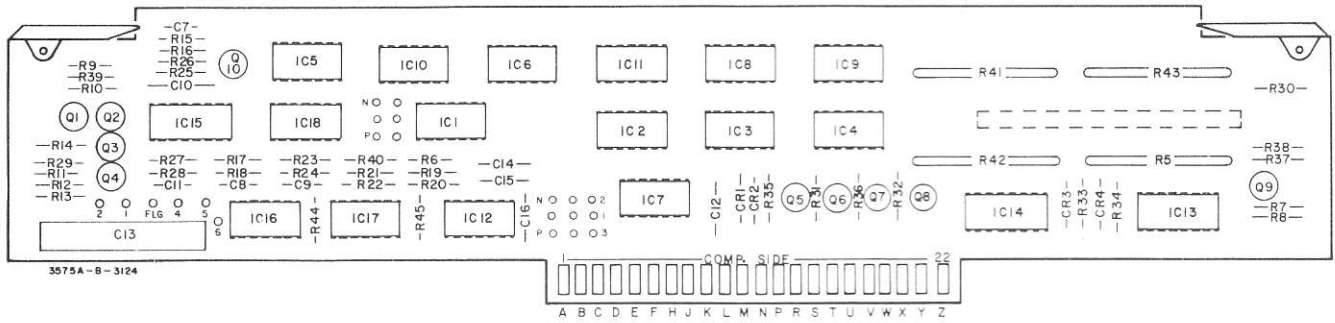 C7
R15
R16
R26
R25
C10
Q
10
R9
R39
R10
IC5
IC10
IC6
IC11
IC8
IC9
R41
R43
R30
Q1
Q2
Q3
Q4
IC15
IC18
N
P
IC1
IC2
IC3
IC4
R42
R5
R38
R37
R14
R29
R11
R12
R13
R27
R28
C11
R17
R18
C8
R23
R24
C9
R40
R21
R22
R6
R19
R20
C14
C15
2
1
FLG
4
5
6
C13
IC16
R44
IC17
R45
IC12
C16
N
P
2
1
3
IC7
C12
CR1
CR2
R35
Q5
R31
Q6
R36
Q7
R32
Q8
IC14
CR3
R33
CR4
R34
IC13
Q9
R7
R8
3575A-B-3124
1 COMP. SIDE 22
A B C D E F H J K L M N P R S T U V W X Y Z